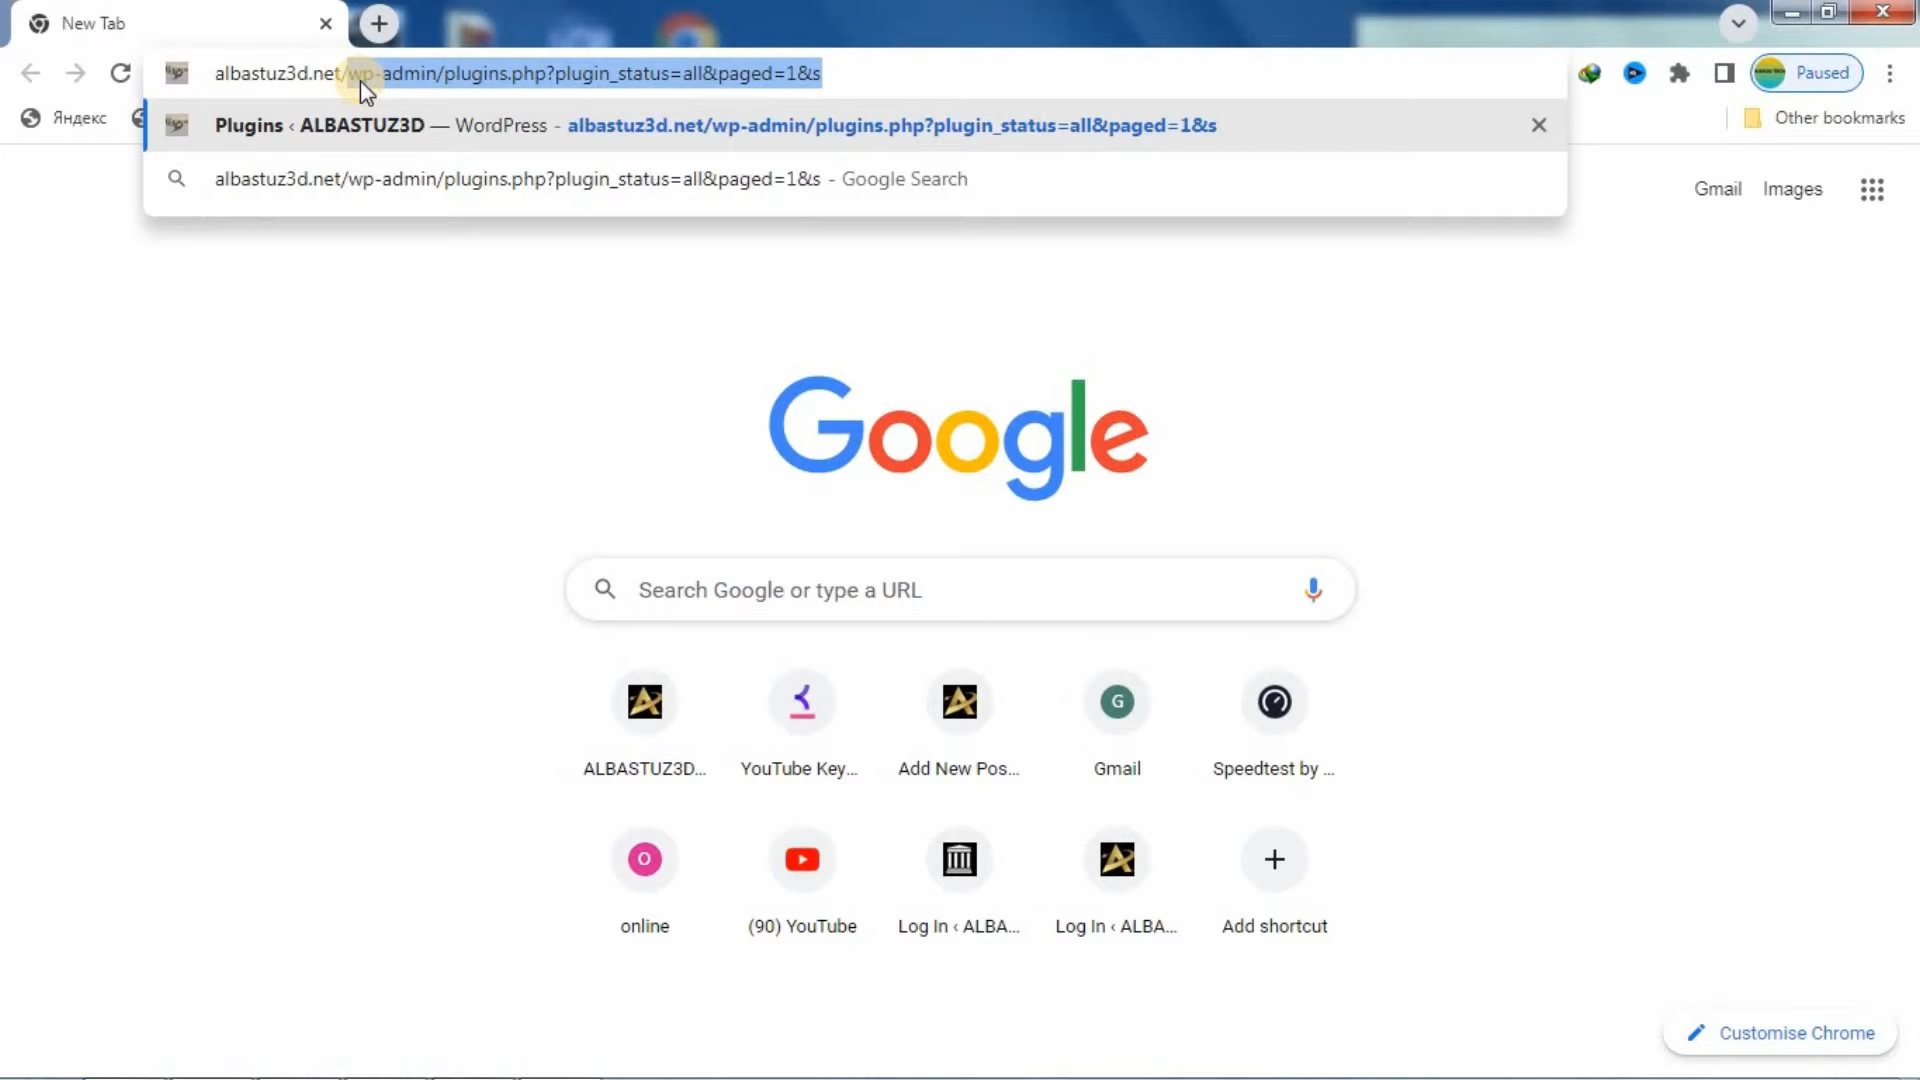 New Tab
albastuz3d.net/wp-admin/plugins.php?plugin_status=all&paged=1&s
Paused
Яндекс
Plugins ‹ ALBASTUZ3D — WordPress - albastuz3d.net/wp-admin/plugins.php?plugin_status=all&paged=1&s
Other bookmarks
albastuz3d.net/wp-admin/plugins.php?plugin_status=all&paged=1&s - Google Search
Gmail Images
Google
Search Google or type a URL
G
ALBASTUZ3D... YouTube Key... Add New Pos... Gmail Speedtest by ...
O
online (90) YouTube Log In ‹ ALBA... Log In ‹ ALBA... Add shortcut
Customise Chrome